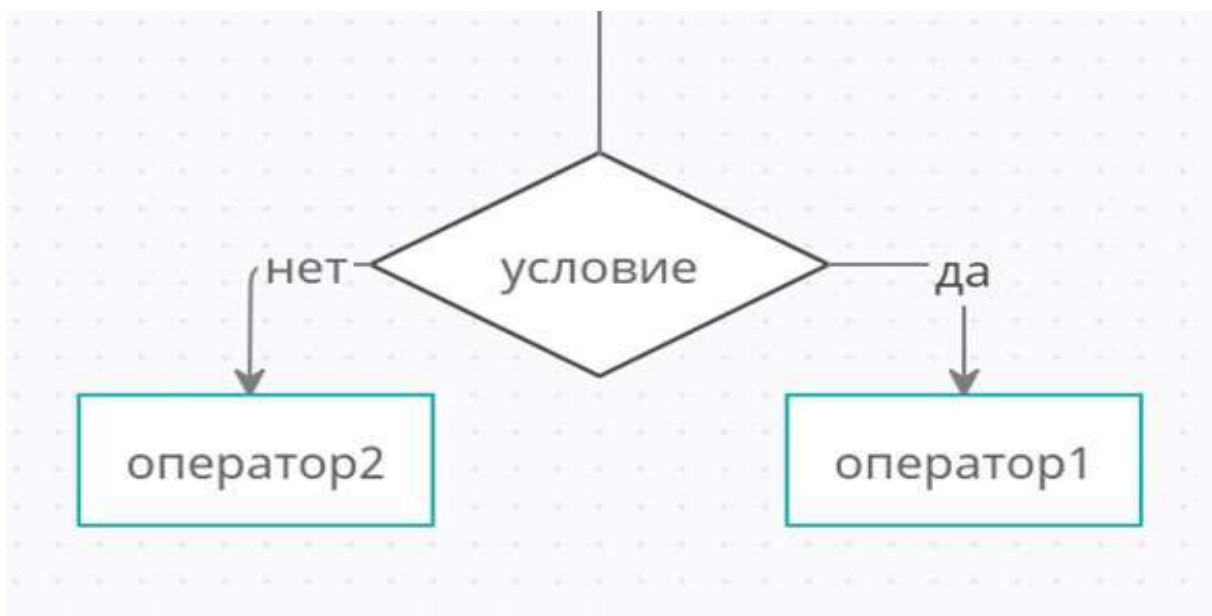 нет
условие
да
оператор2
оператор1